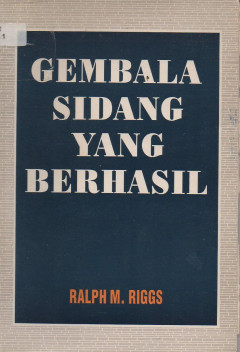 GEMBALA
SIDANG
YANG
BERHASIL
RALPH M. RIGGS